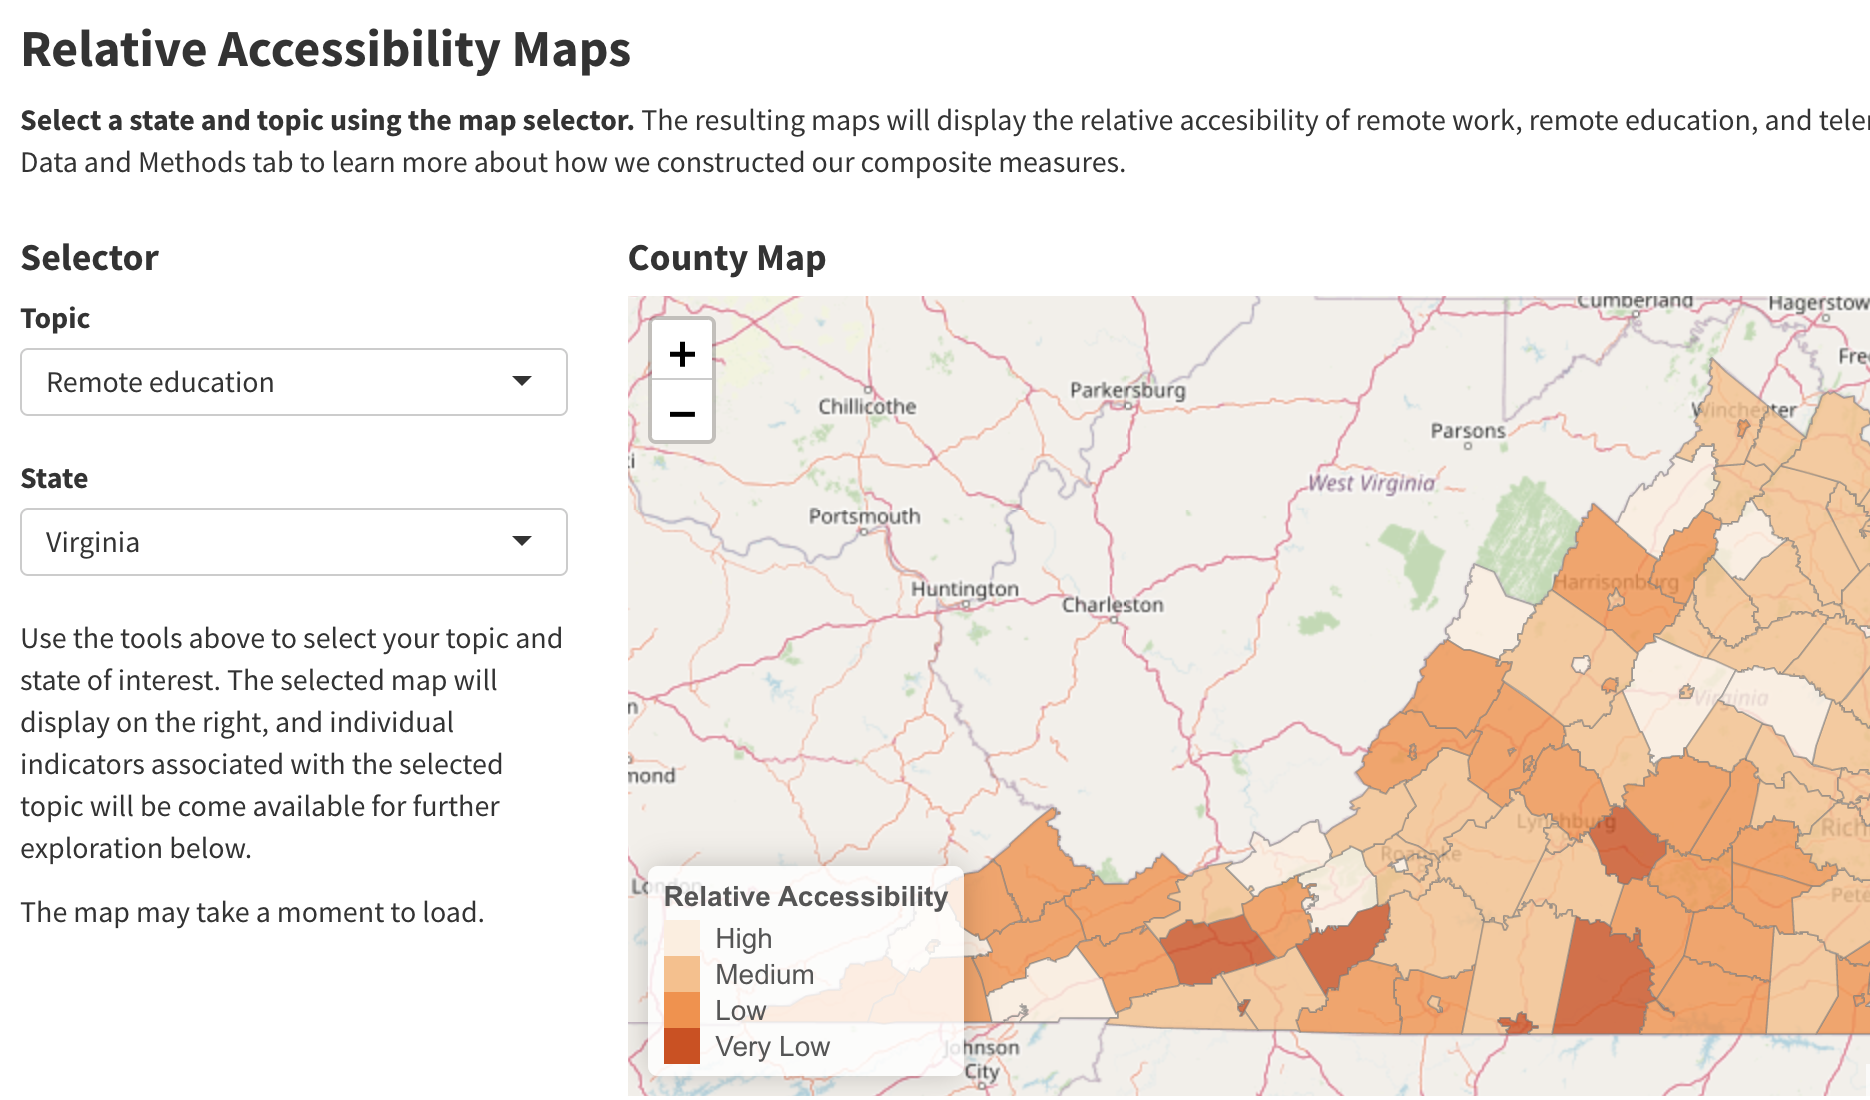 Relative Accessibility Maps
Select a state and topic using the map selector. The resulting maps will display the relative accesibility of remote work, remote education, and
Data and Methods tab to learn more about how we constructed our composite measures.
Selector
County Map
Topic
Remote education
State
Virginia
Use the tools above to select your topic and
state of interest. The selected map will
display on the right, and individual
indicators associated with the selected
topic will be come available for further
exploration below.
The map may take a moment to load.
+
−
Cumberland
Hagerstow
Parkersburg
Chillicothe
Winchester
Parsons
West Virginia
Portsmouth
Huntington
Harrisonburg
Charleston
Virginia
mond
Lynchburg
Rich
Roanoke
London
Pete
Relative Accessibility
High
Medium
Low
Very Low
Johnson
City